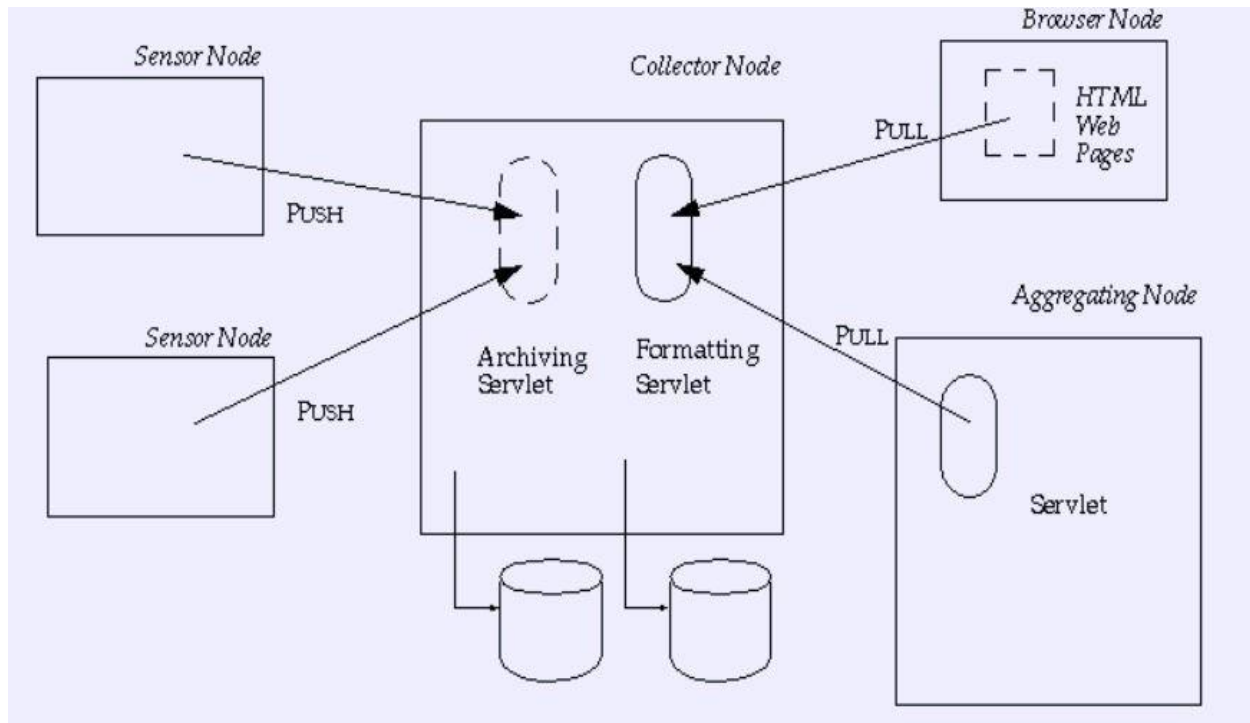 Sensor Node
PUSH
Sensor Node
PUSH
Collector Node
Archiving
Servlet
Formatting
Servlet
Browser Node
HTML
Web
Pages
PULL
Aggregating Node
PULL
Servlet